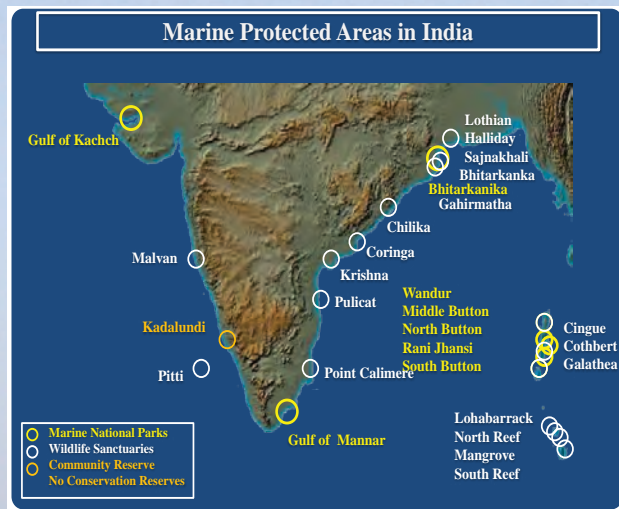 Marine Protected Areas in India
Gulf of Kachch
Lothian
Halliday
Sajnakhali
Bhitarkanka
Bhitarkanika
Gahirmatha
Chilika
Coringa
Krishna
Malvan
Pulicat
Kadalundi
Pitti
Point Calimere
Gulf of Mannar
Wandur
Middle Button
North Button
Rani Jhansi
South Button
Cingue
Cothbert
Galathea
Lohabarrack
North Reef
Mangrove
South Reef
Marine National Parks
Wildlife Sanctuaries
Community Reserve
No Conservation Reserves